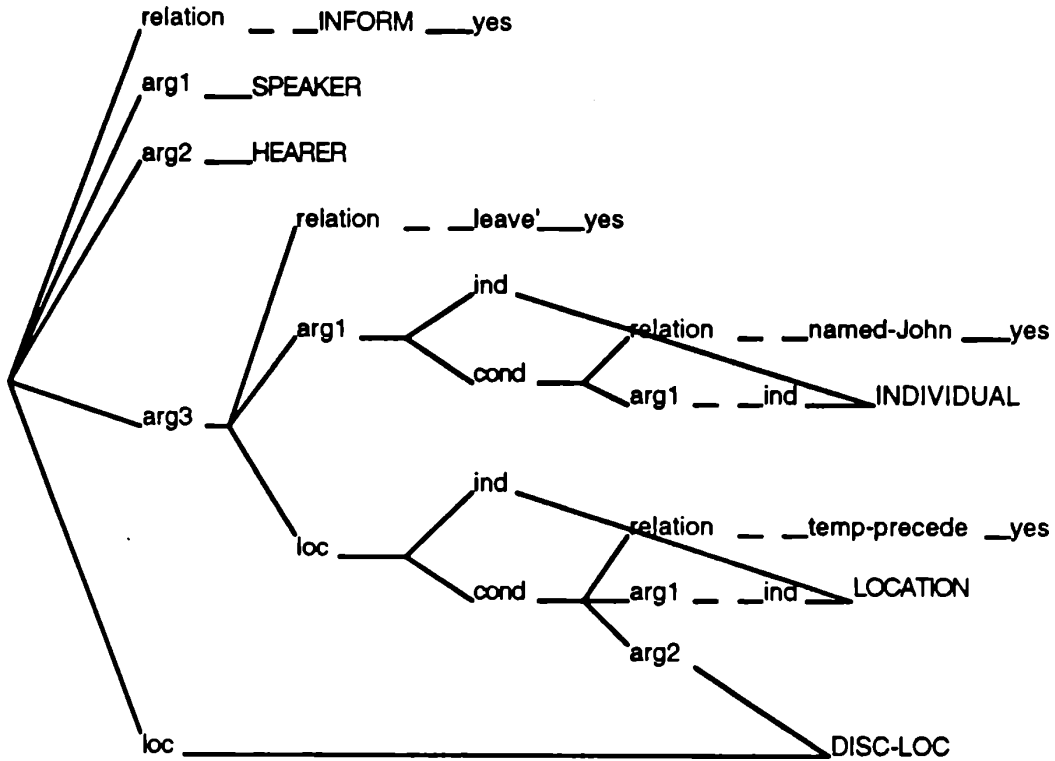 relation INFORM yes
arg1 SPEAKER
arg2 HEARER
relation leave' yes
ind
arg1 relation named-John yes
cond
arg1 ind INDIVIDUAL
arg3
ind
relation temp-precede yes
loc
cond arg1 ind LOCATION
arg2
loc DISC-LOC